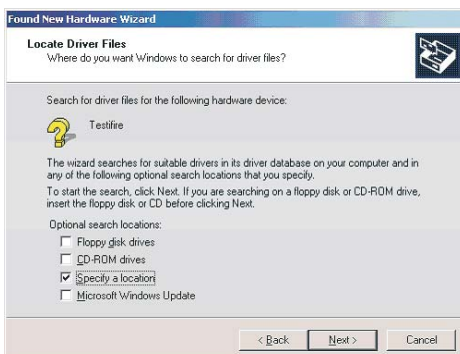 Found New Hardware Wizard
Locate Driver Files
Where do you want Windows to search for driver files?
Search for driver files for the following hardware device:
Testifire
The wizard searches for suitable drivers in its driver database on your computer and in
any of the following optional search locations that you specify.
To start the search, click Next. If you are searching on a floppy disk or CD-ROM drive,
insert the floppy disk or CD before clicking Next.
Optional search locations:
Floppy disk drives
CD-ROM drives
Specify a location
Microsoft Windows Update
< Back Next > Cancel